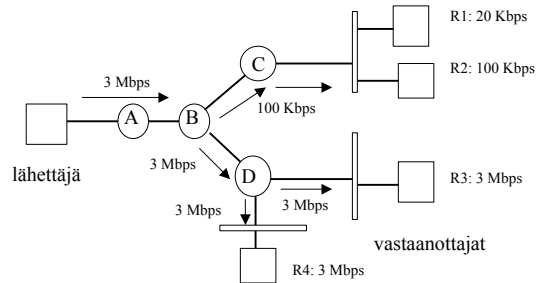 R1: 20 Kbps
3 Mbps
C
R2: 100 Kbps
A
B
100 Kbps
lähettäjä
3 Mbps
D
R3: 3 Mbps
3 Mbps
3 Mbps
vastaanottajat
R4: 3 Mbps